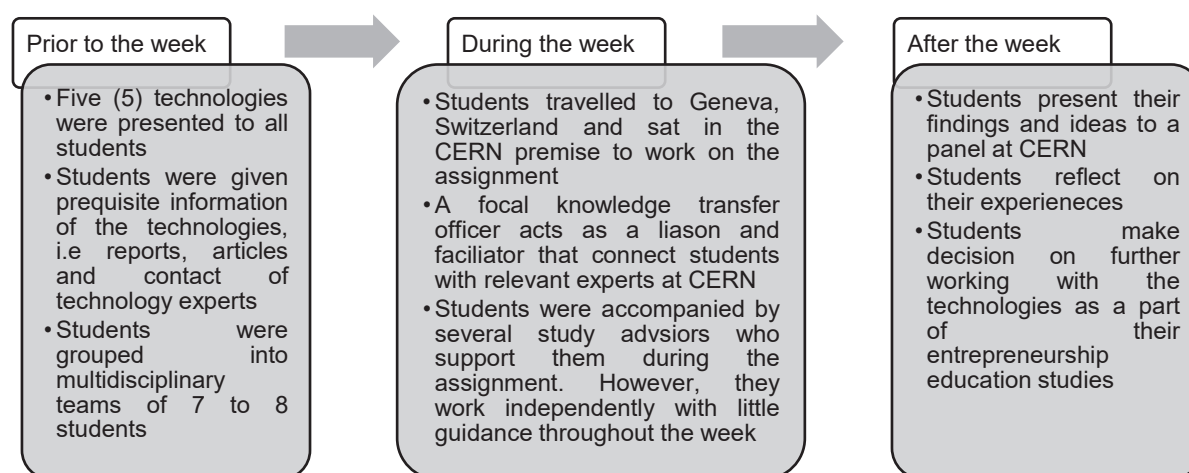 Prior to the week
• Five (5) technologies
were presented to all
students
• Students were given
prequisite information
of the technologies,
i.e reports, articles
and contact of
technology experts
• Students were
grouped into
multidisciplinary
teams of 7 to 8
students
During the week
• Students travelled to Geneva,
Switzerland and sat in the
CERN premise to work on the
assignment
• A focal knowledge transfer
officer acts as a liason and
faciliator that connect students
with relevant experts at CERN
• Students were accompanied by
several study advsiors who
support them during the
assignment. However, they
work independently with little
guidance throughout the week
After the week
• Students present their
findings and ideas to a
panel at CERN
• Students reflect on
their experieneces
• Students make
decision on further
working with the
technologies as a part
of their
entrepreneurship
education studies